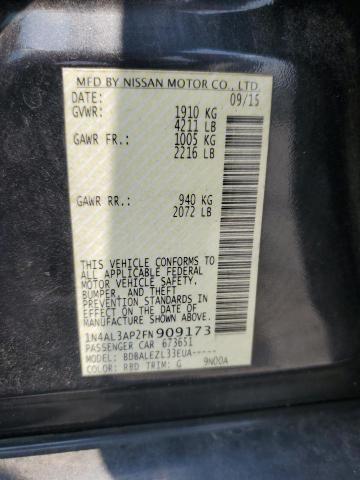 MFD BY NISSAN MOTOR CO., LTD.
DATE: 09/15
GVWR: 1910 KG
4211 LB
GAWR FR.: 1005 KG
2216 LB
GAWR RR.: 940 KG
2072 LB
THIS VEHICLE CONFORMS TO
ALL APPLICABLE FEDERAL
MOTOR VEHICLE SAFETY,
BUMPER, AND THEFT
PREVENTION STANDARDS IN
EFFECT ON THE DATE OF
MANUFACTURE SHOWN ABOVE.
1N4AL3AP2FN909173
PASSENGER CAR 673651
MODEL: BDBALEZL33EUA-----
COLOR: RBD TRIM: G 9N00A